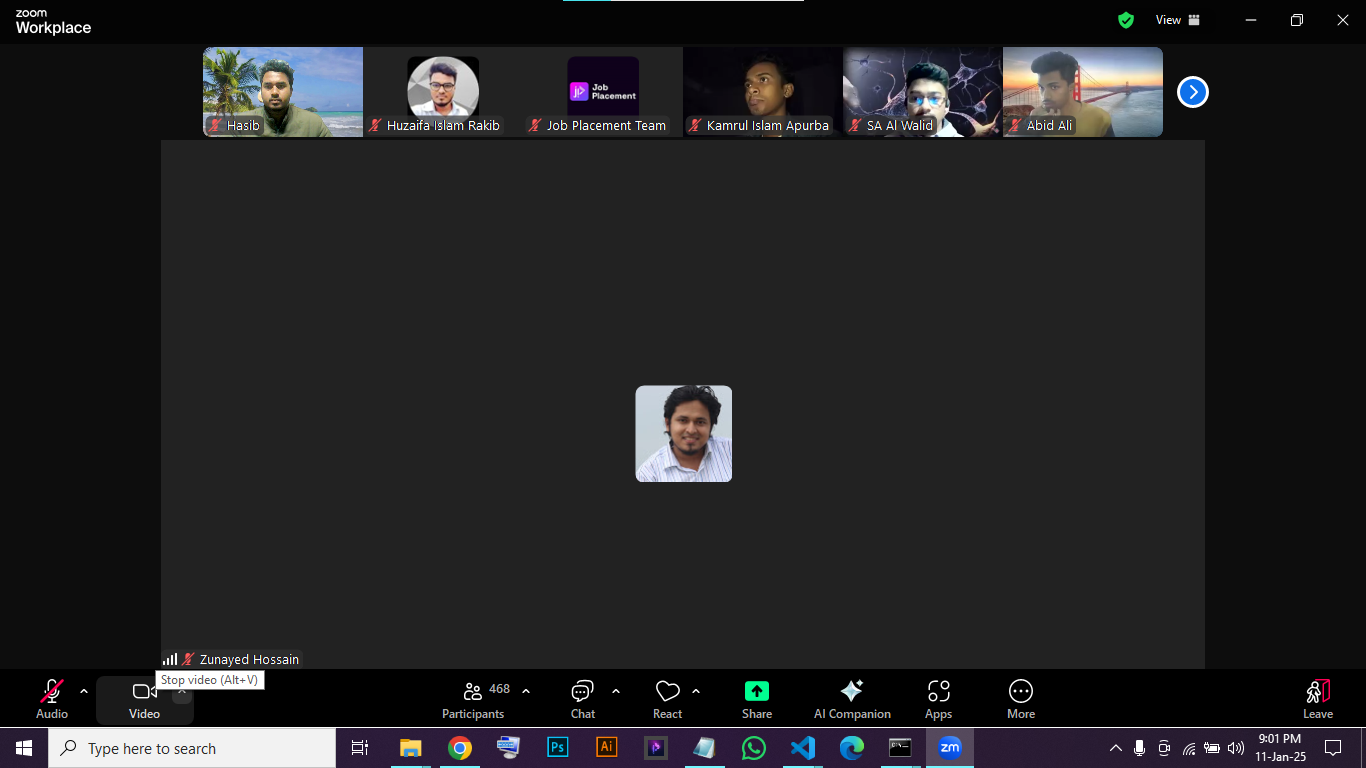 zoom
Workplace
View
Hasib
Huzaifa Islam Rakib
Job
Placement
Job Placement Team
Kamrul Islam Apurba
SA Al Walid
Abid Ali
Zunayed Hossain
Stop video (Alt+V)
Audio
Video
468
Participants
Chat
React
Share
AI Companion
Apps
More
Leave
Type here to search
Ps
Ai
zm
9:01 PM
11-Jan-25